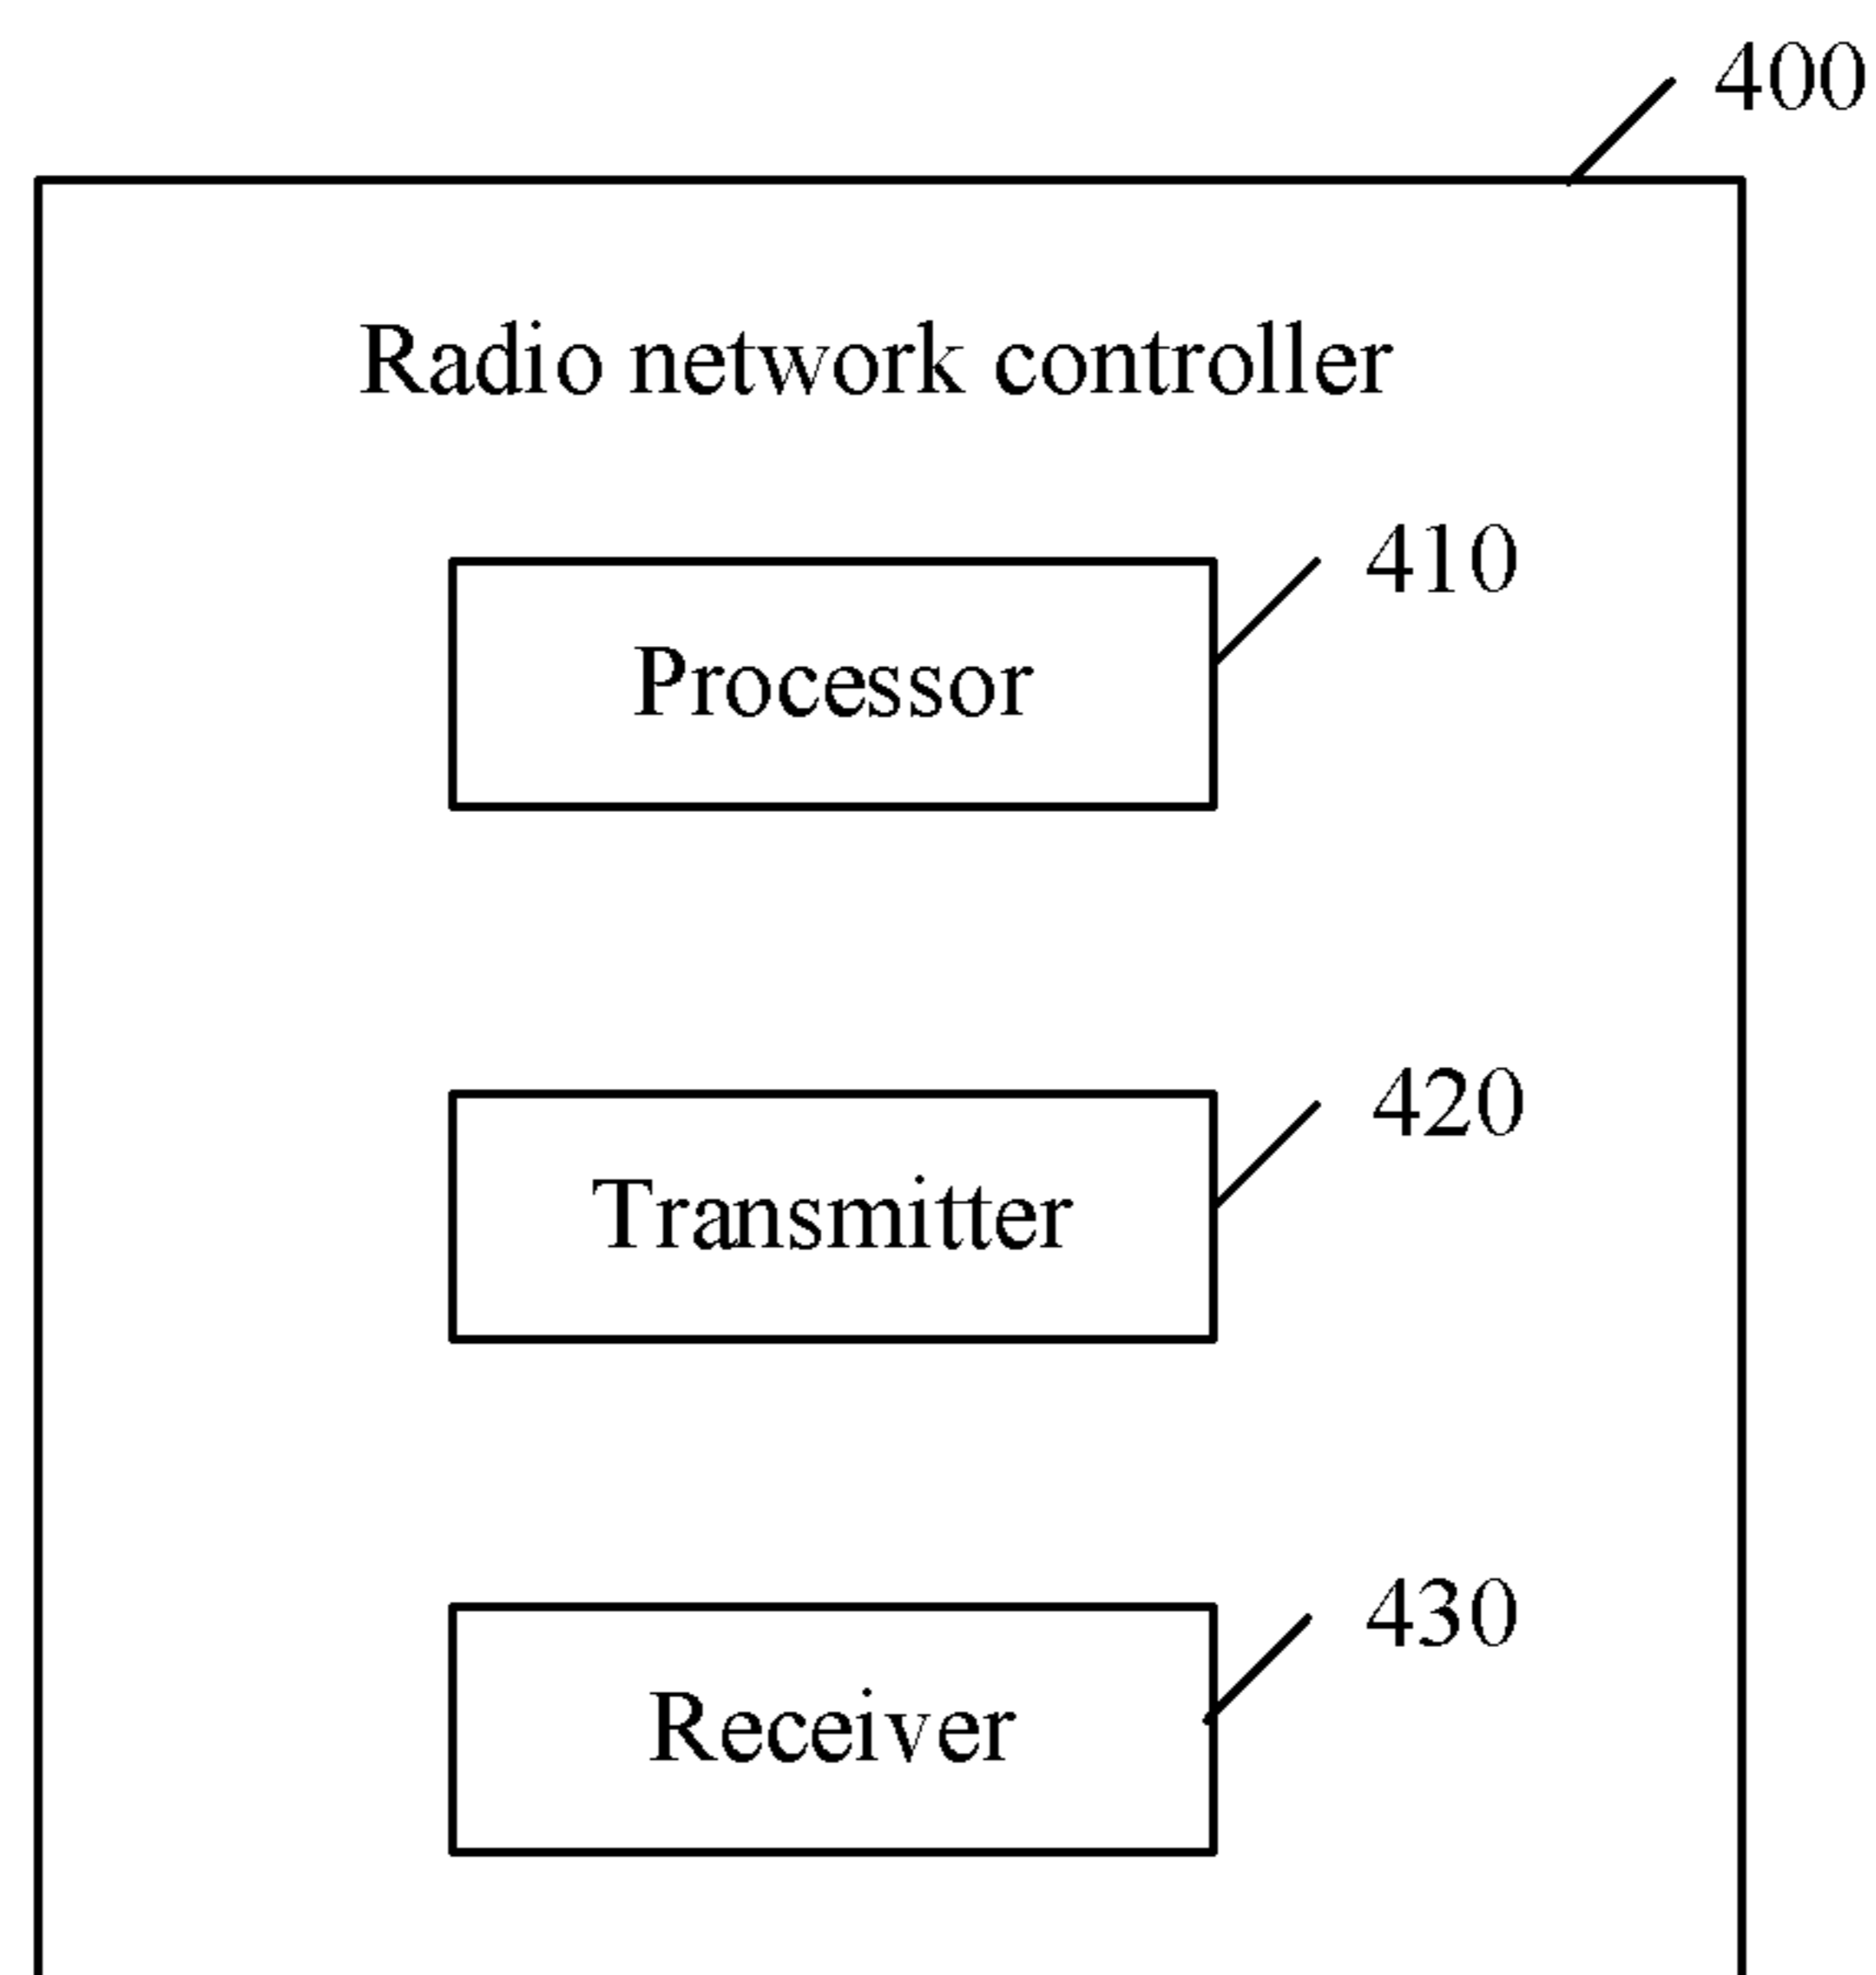 400
Radio network controller
410
Processor
420
Transmitter
430
Receiver